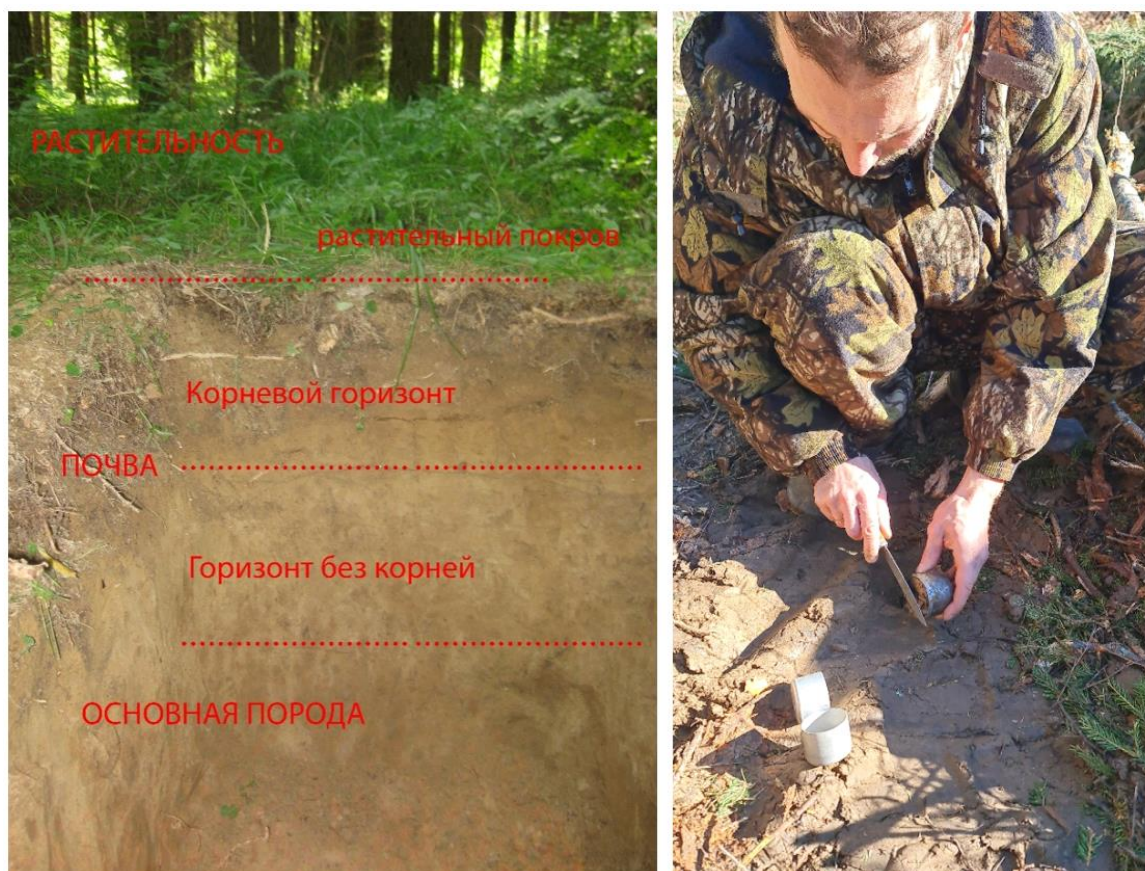 РАСТИТЕЛЬНОСТЬ
растительный покров
Корневой горизонт
ПОЧВА
Горизонт без корней
ОСНОВНАЯ ПОРОДА